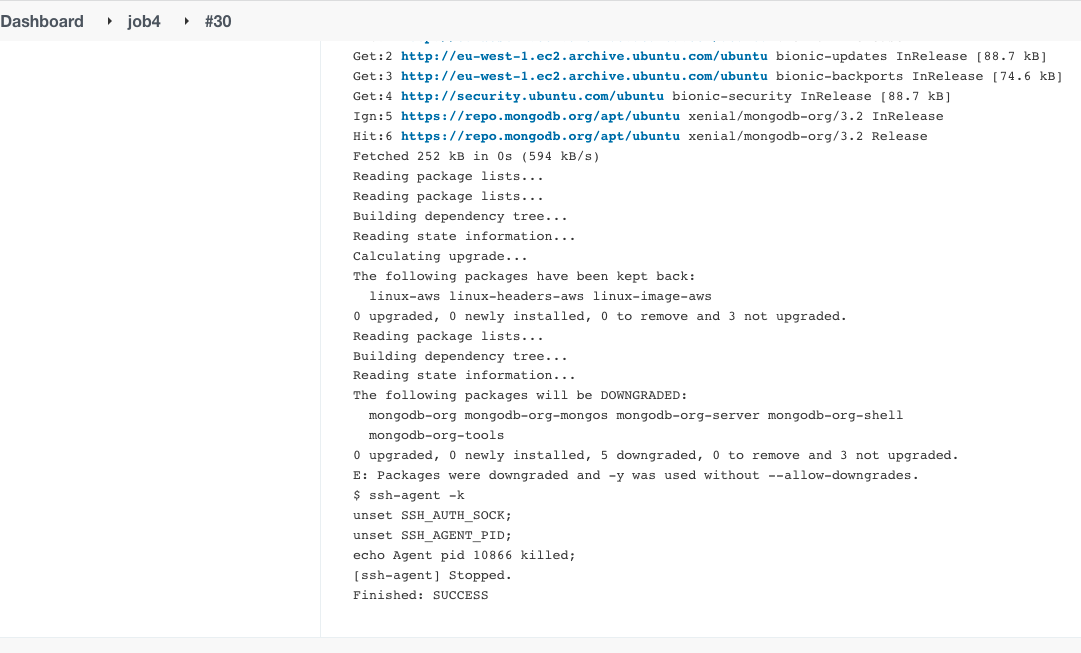 Dashboard ▸ job4 ▸ #30
Get:2 http://eu-west-1.ec2.archive.ubuntu.com/ubuntu bionic-updates InRelease [88.7 kB]
Get:3 http://eu-west-1.ec2.archive.ubuntu.com/ubuntu bionic-backports InRelease [74.6 kB]
Get:4 http://security.ubuntu.com/ubuntu bionic-security InRelease [88.7 kB]
Ign:5 https://repo.mongodb.org/apt/ubuntu xenial/mongodb-org/3.2 InRelease
Hit:6 https://repo.mongodb.org/apt/ubuntu xenial/mongodb-org/3.2 Release
Fetched 252 kB in 0s (594 kB/s)
Reading package lists...
Reading package lists...
Building dependency tree...
Reading state information...
Calculating upgrade...
The following packages have been kept back:
  linux-aws linux-headers-aws linux-image-aws
0 upgraded, 0 newly installed, 0 to remove and 3 not upgraded.
Reading package lists...
Building dependency tree...
Reading state information...
The following packages will be DOWNGRADED:
  mongodb-org mongodb-org-mongos mongodb-org-server mongodb-org-shell
  mongodb-org-tools
0 upgraded, 0 newly installed, 5 downgraded, 0 to remove and 3 not upgraded.
E: Packages were downgraded and -y was used without --allow-downgrades.
$ ssh-agent -k
unset SSH_AUTH_SOCK;
unset SSH_AGENT_PID;
echo Agent pid 10866 killed;
[ssh-agent] Stopped.
Finished: SUCCESS